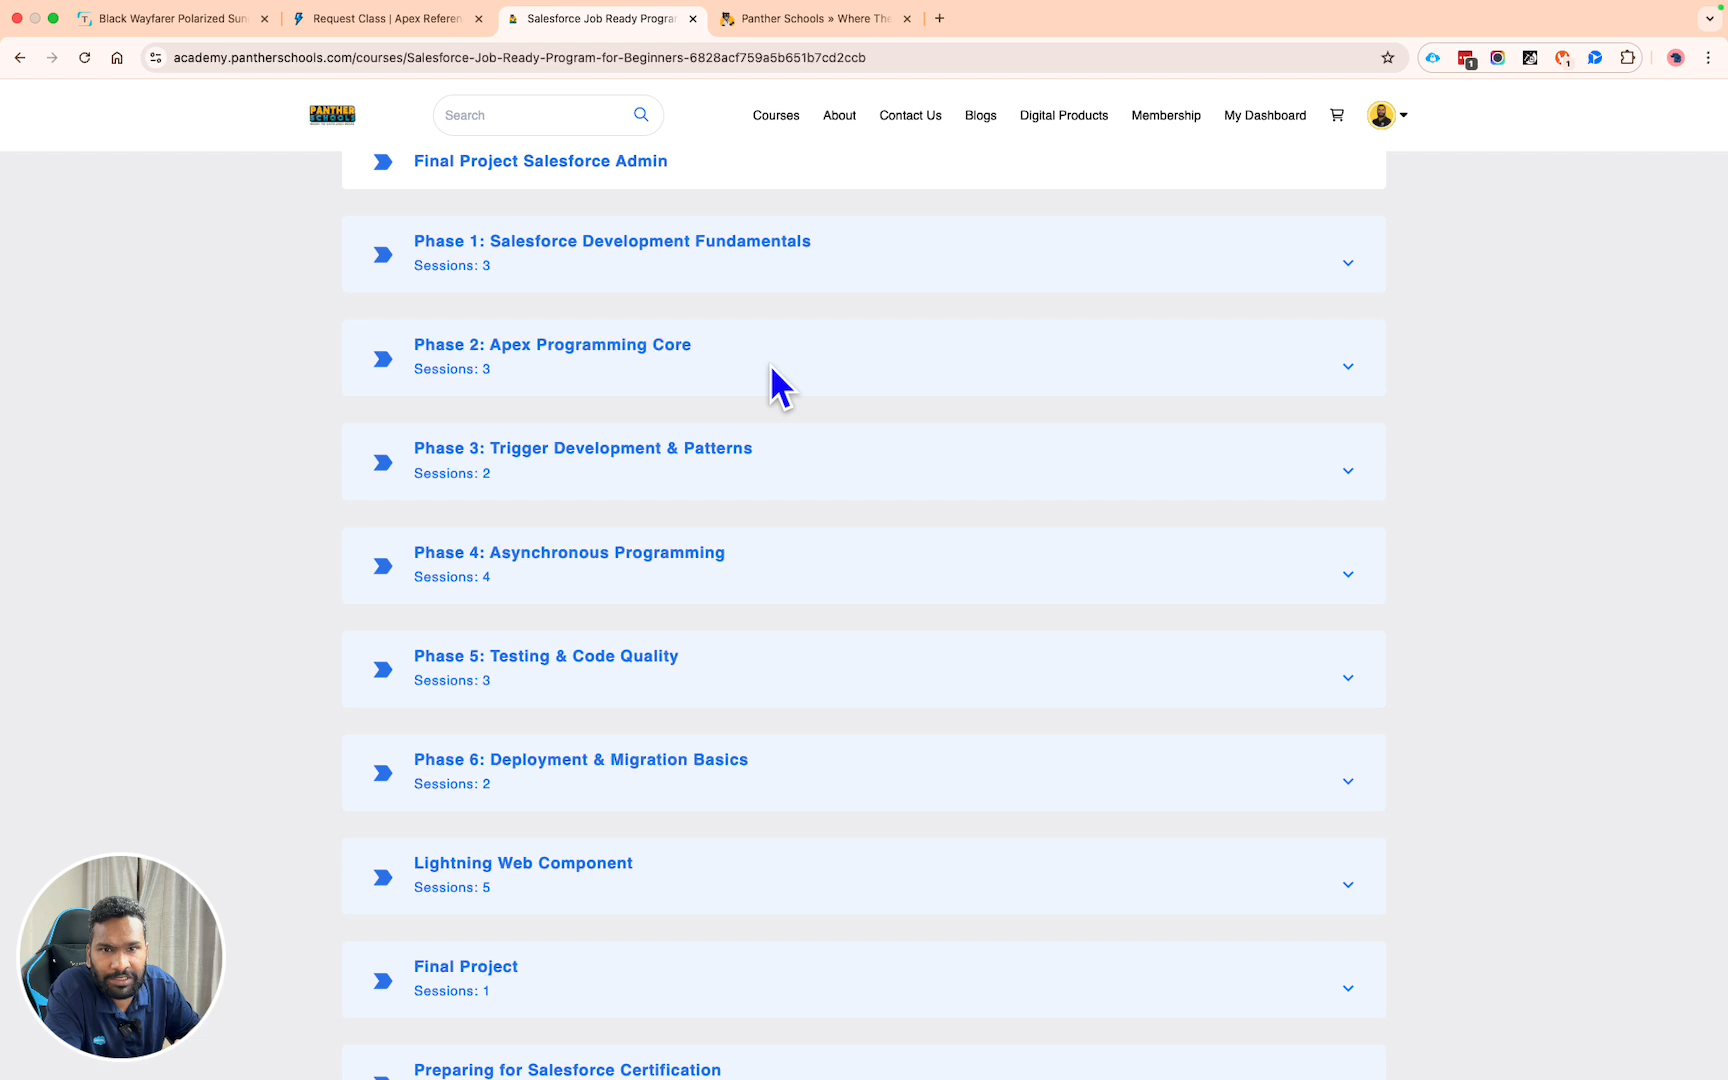 Black Wayfarer Polarized Sun
Request Class | Apex Referen
Salesforce Job Ready Progra
Panther Schools » Where The
academy.pantherschools.com/courses/Salesforce-Job-Ready-Program-for-Beginners-6828acf759a5b651b7cd2ccb
1
1
PANTHER
SCHOOLS
Search
Courses
About
Contact Us
Blogs
Digital Products
Membership
My Dashboard
Final Project Salesforce Admin
Phase 1: Salesforce Development Fundamentals
Sessions: 3
Phase 2: Apex Programming Core
Sessions: 3
Phase 3: Trigger Development & Patterns
Sessions: 2
Phase 4: Asynchronous Programming
Sessions: 4
Phase 5: Testing & Code Quality
Sessions: 3
Phase 6: Deployment & Migration Basics
Sessions: 2
Lightning Web Component
Sessions: 5
Final Project
Sessions: 1
Preparing for Salesforce Certification